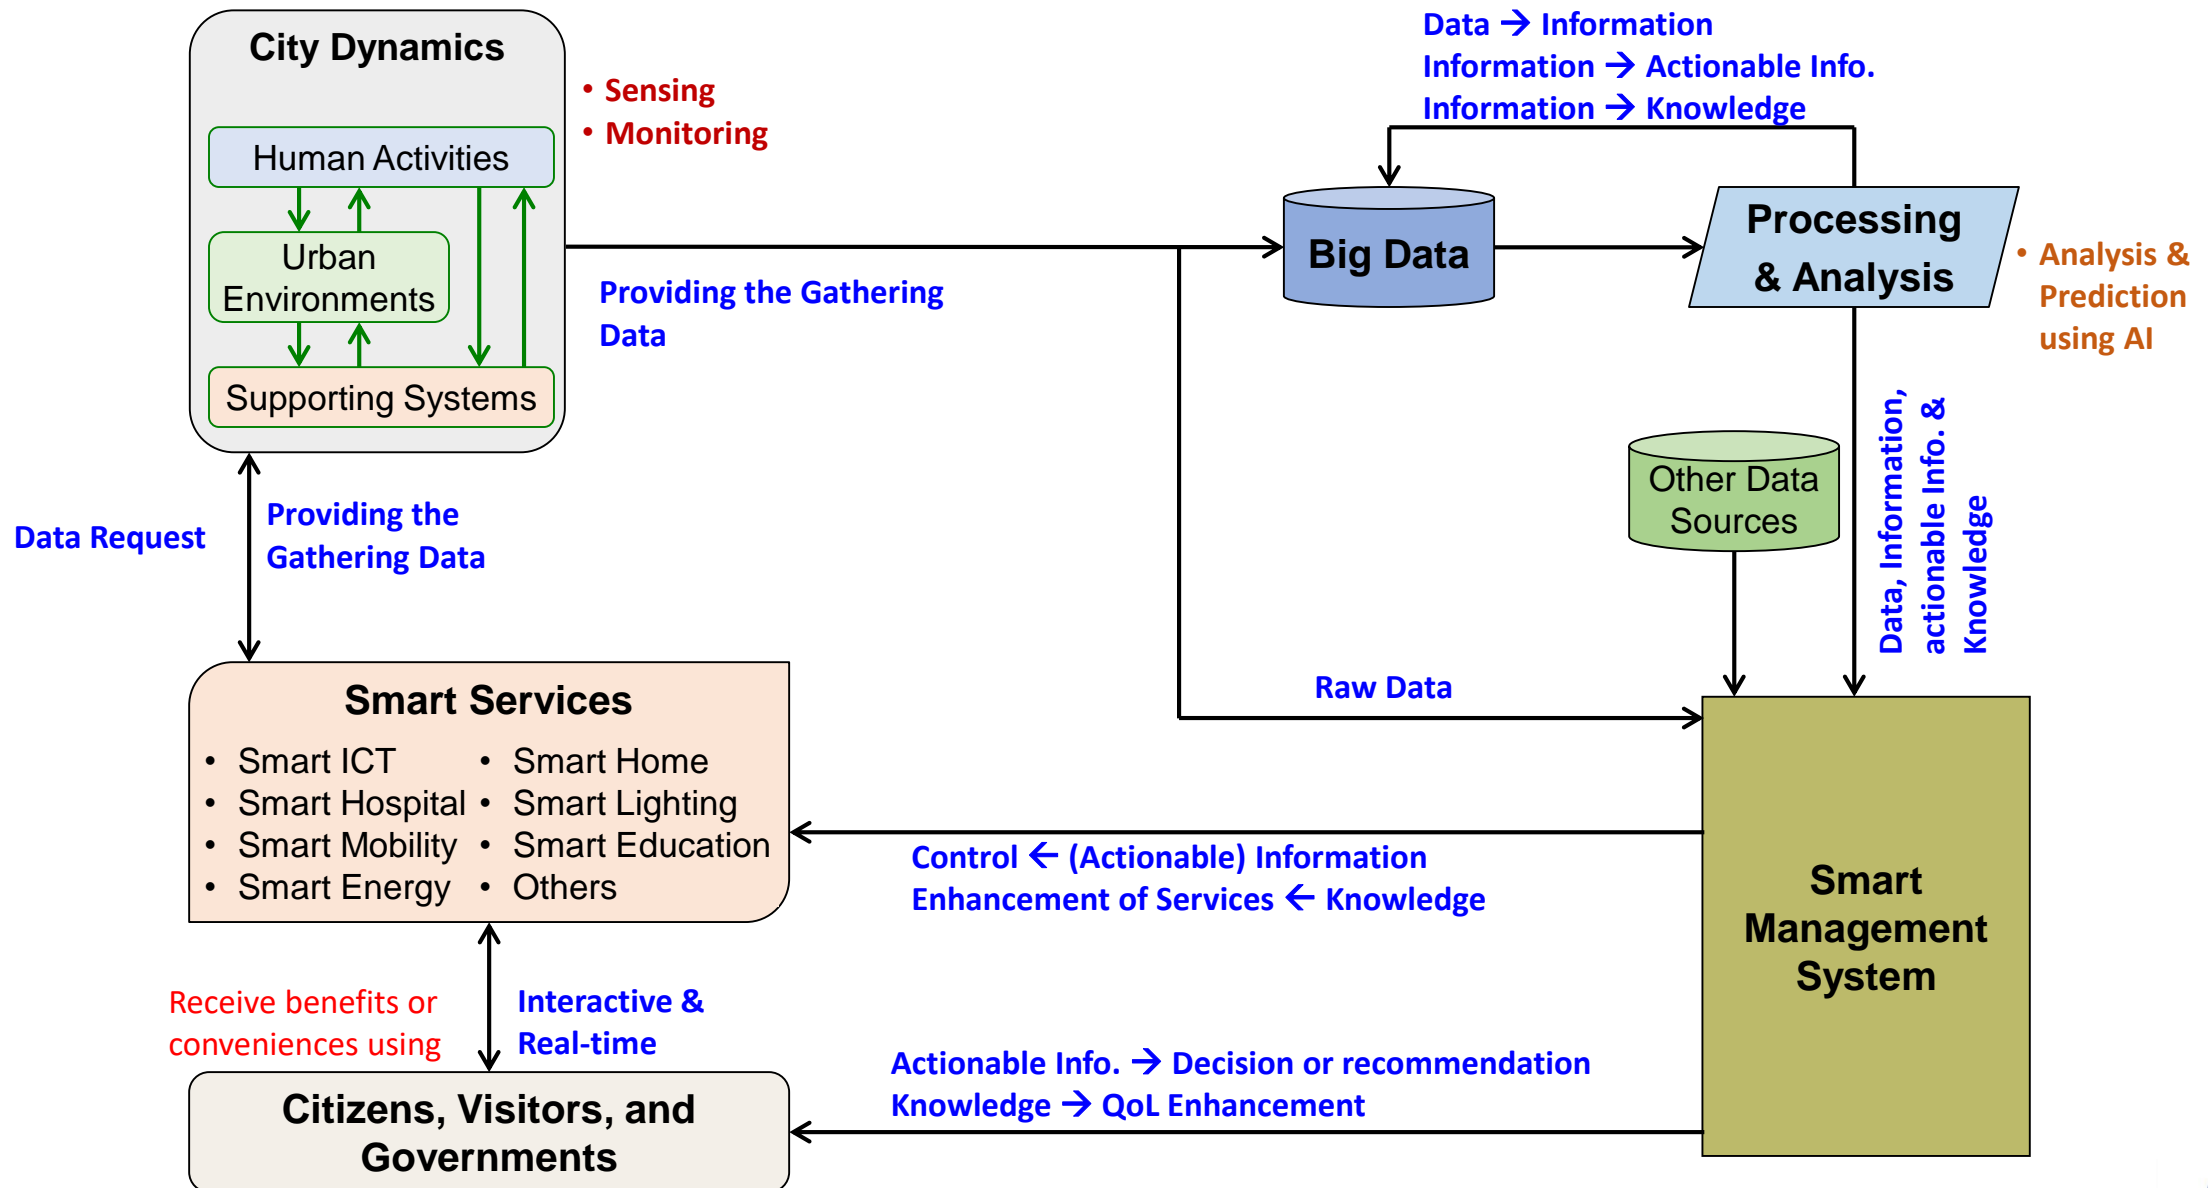 City Dynamics
Human Activities
Urban
Environments
Supporting Systems
• Sensing
• Monitoring
Data → Information
Information → Actionable Info.
Information → Knowledge
Big Data
Processing
& Analysis
• Analysis &
Prediction
using AI
Providing the Gathering
Data
Other Data
Sources
Data, Information,
actionable Info. &
Knowledge
Data Request
Providing the
Gathering Data
Raw Data
Smart Services
• Smart ICT
• Smart Hospital
• Smart Mobility
• Smart Energy
• Smart Home
• Smart Lighting
• Smart Education
• Others
Control ← (Actionable) Information
Enhancement of Services ← Knowledge
Smart
Management
System
Receive benefits or
conveniences using
Interactive &
Real-time
Actionable Info. → Decision or recommendation
Knowledge → QoL Enhancement
Citizens, Visitors, and
Governments